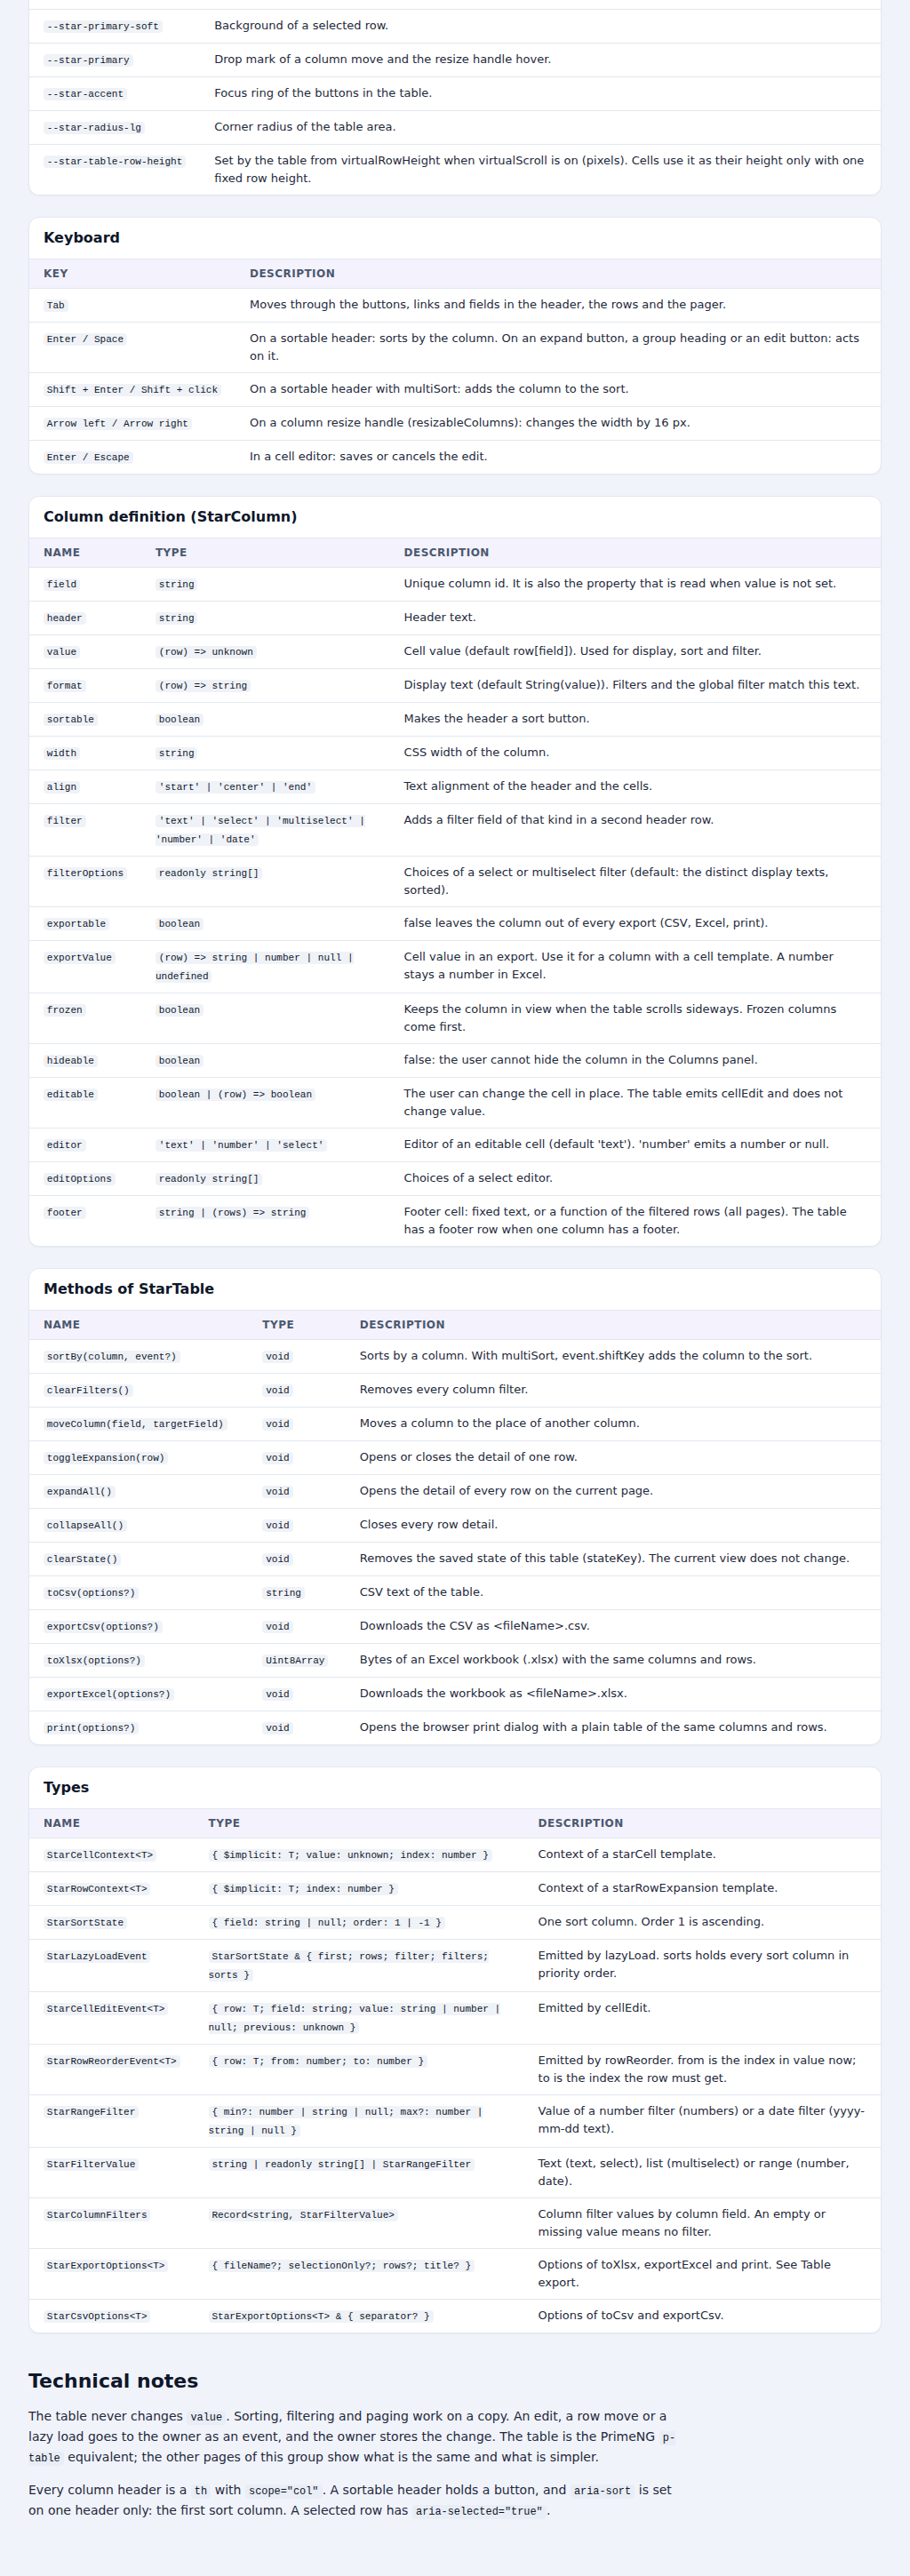 --star-primary-soft Background of a selected row.
--star-primary Drop mark of a column move and the resize handle hover.
--star-accent Focus ring of the buttons in the table.
--star-radius-lg Corner radius of the table area.
--star-table-row-height Set by the table from virtualRowHeight when virtualScroll is on (pixels). Cells use it as their height only with one
fixed row height.
Keyboard
KEY DESCRIPTION
Tab Moves through the buttons, links and fields in the header, the rows and the pager.
Enter / Space On a sortable header: sorts by the column. On an expand button, a group heading or an edit button: acts
on it.
Shift + Enter / Shift + click On a sortable header with multiSort: adds the column to the sort.
Arrow left / Arrow right On a column resize handle (resizableColumns): changes the width by 16 px.
Enter / Escape In a cell editor: saves or cancels the edit.
Column definition (StarColumn)
NAME TYPE DESCRIPTION
field string Unique column id. It is also the property that is read when value is not set.
header string Header text.
value (row) => unknown Cell value (default row[field]). Used for display, sort and filter.
format (row) => string Display text (default String(value)). Filters and the global filter match this text.
sortable boolean Makes the header a sort button.
width string CSS width of the column.
align 'start' | 'center' | 'end' Text alignment of the header and the cells.
filter 'text' | 'select' | 'multiselect' | Adds a filter field of that kind in a second header row.
'number' | 'date'
filterOptions readonly string[] Choices of a select or multiselect filter (default: the distinct display texts,
sorted).
exportable boolean false leaves the column out of every export (CSV, Excel, print).
exportValue (row) => string | number | null | Cell value in an export. Use it for a column with a cell template. A number
undefined stays a number in Excel.
frozen boolean Keeps the column in view when the table scrolls sideways. Frozen columns
come first.
hideable boolean false: the user cannot hide the column in the Columns panel.
editable boolean | (row) => boolean The user can change the cell in place. The table emits cellEdit and does not
change value.
editor 'text' | 'number' | 'select' Editor of an editable cell (default 'text'). 'number' emits a number or null.
editOptions readonly string[] Choices of a select editor.
footer string | (rows) => string Footer cell: fixed text, or a function of the filtered rows (all pages). The table
has a footer row when one column has a footer.
Methods of StarTable
NAME TYPE DESCRIPTION
sortBy(column, event?) void Sorts by a column. With multiSort, event.shiftKey adds the column to the sort.
clearFilters() void Removes every column filter.
moveColumn(field, targetField) void Moves a column to the place of another column.
toggleExpansion(row) void Opens or closes the detail of one row.
expandAll() void Opens the detail of every row on the current page.
collapseAll() void Closes every row detail.
clearState() void Removes the saved state of this table (stateKey). The current view does not change.
toCsv(options?) string CSV text of the table.
exportCsv(options?) void Downloads the CSV as <fileName>.csv.
toXlsx(options?) Uint8Array Bytes of an Excel workbook (.xlsx) with the same columns and rows.
exportExcel(options?) void Downloads the workbook as <fileName>.xlsx.
print(options?) void Opens the browser print dialog with a plain table of the same columns and rows.
Types
NAME TYPE DESCRIPTION
StarCellContext<T> { $implicit: T; value: unknown; index: number } Context of a starCell template.
StarRowContext<T> { $implicit: T; index: number } Context of a starRowExpansion template.
StarSortState { field: string | null; order: 1 | -1 } One sort column. Order 1 is ascending.
StarLazyLoadEvent StarSortState & { first; rows; filter; filters; Emitted by lazyLoad. sorts holds every sort column in
sorts } priority order.
StarCellEditEvent<T> { row: T; field: string; value: string | number | Emitted by cellEdit.
null; previous: unknown }
StarRowReorderEvent<T> { row: T; from: number; to: number } Emitted by rowReorder. from is the index in value now;
to is the index the row must get.
StarRangeFilter { min?: number | string | null; max?: number | Value of a number filter (numbers) or a date filter (yyyy-
string | null } mm-dd text).
StarFilterValue string | readonly string[] | StarRangeFilter Text (text, select), list (multiselect) or range (number,
date).
StarColumnFilters Record<string, StarFilterValue> Column filter values by column field. An empty or
missing value means no filter.
StarExportOptions<T> { fileName?; selectionOnly?; rows?; title? } Options of toXlsx, exportExcel and print. See Table
export.
StarCsvOptions<T> StarExportOptions<T> & { separator? } Options of toCsv and exportCsv.
Technical notes
The table never changes value. Sorting, filtering and paging work on a copy. An edit, a row move or a
lazy load goes to the owner as an event, and the owner stores the change. The table is the PrimeNG p-
table equivalent; the other pages of this group show what is the same and what is simpler.
Every column header is a th with scope="col". A sortable header holds a button, and aria-sort is set
on one header only: the first sort column. A selected row has aria-selected="true".